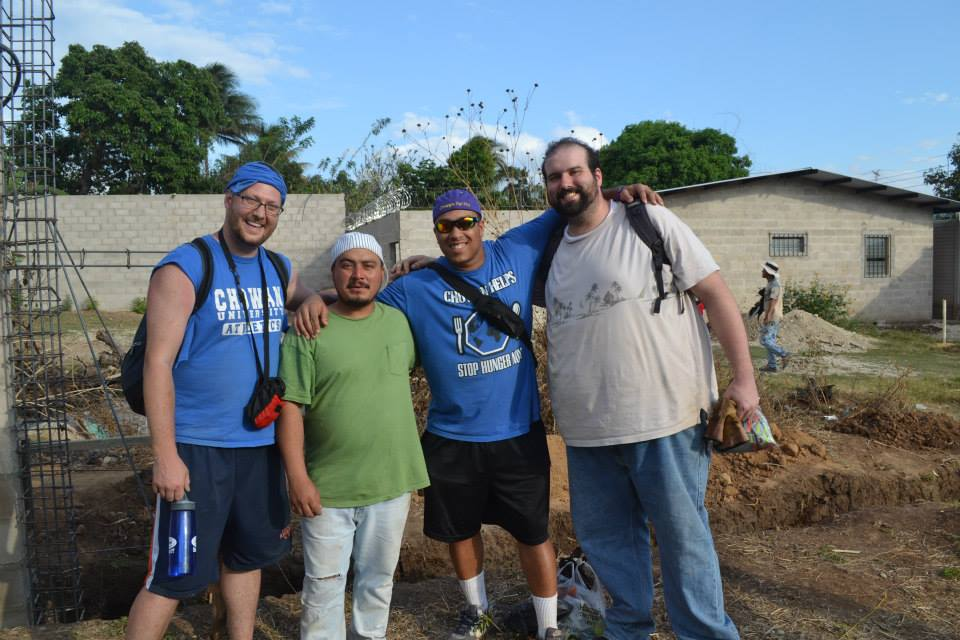 CHOWAN
UNIVERSITY
ATHLETICS
CHOWAN HELPS
STOP HUNGER NOW